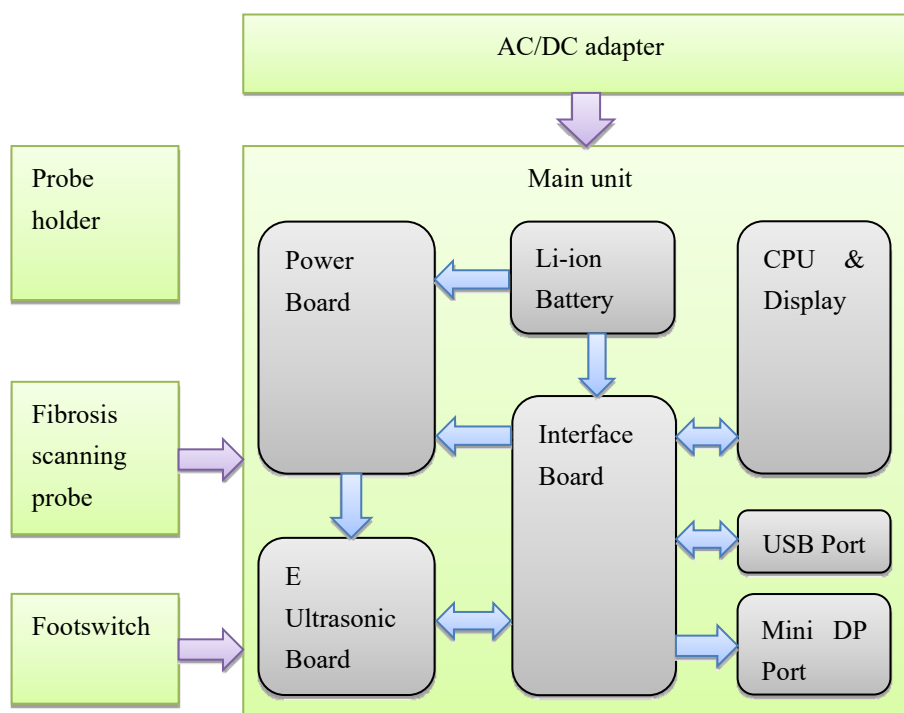 AC/DC adapter
Probe
holder
Main unit
Power
Board
Li-ion
Battery
CPU &
Display
Fibrosis
scanning
probe
Interface
Board
USB Port
Footswitch
E
Ultrasonic
Board
Mini DP
Port